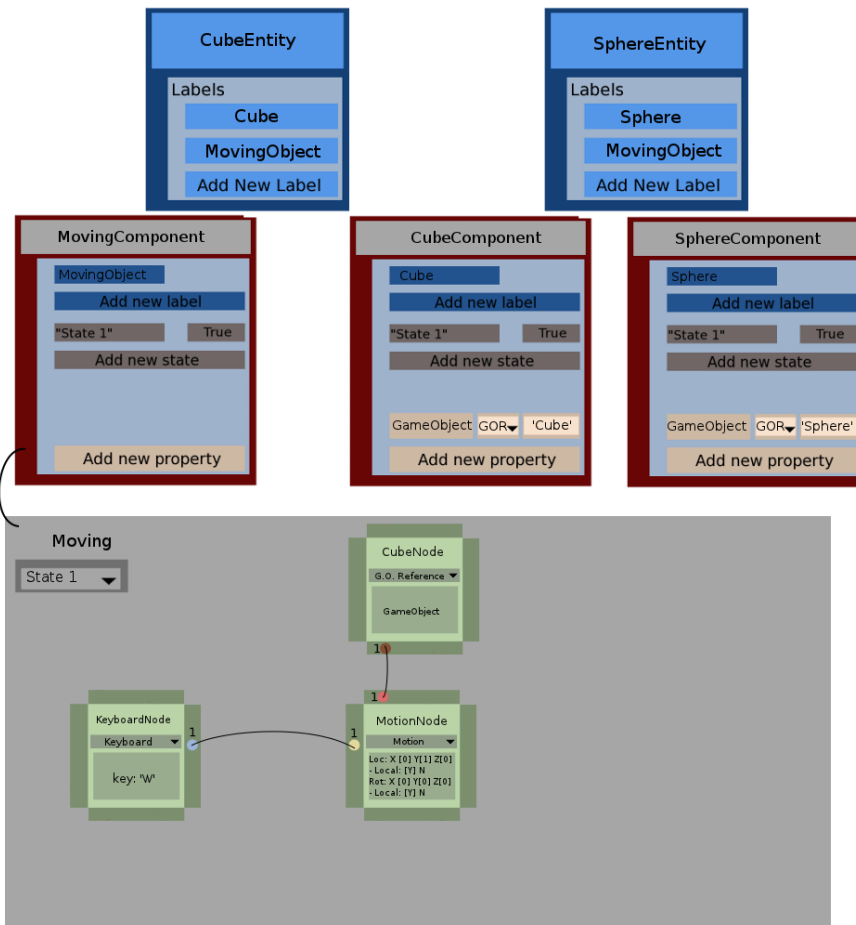 CubeEntity
Labels
Cube
MovingObject
Add New Label
SphereEntity
Labels
Sphere
MovingObject
Add New Label
MovingComponent
MovingObject
Add new label
"State 1"
True
Add new state
Add new property
CubeComponent
Cube
Add new label
"State 1"
True
Add new state
GameObject
GOR
'Cube'
Add new property
SphereComponent
Sphere
Add new label
"State 1"
True
Add new state
GameObject
GOR
'Sphere'
Add new property
Moving
State 1
CubeNode
G.O. Reference
GameObject
1
1
KeyboardNode
Keyboard
key: 'W'
1
1
MotionNode
Motion
Loc: X [0] Y[1] Z[0]
- Local: [Y] N
Rot: X [0] Y[0] Z[0]
- Local: [Y] N